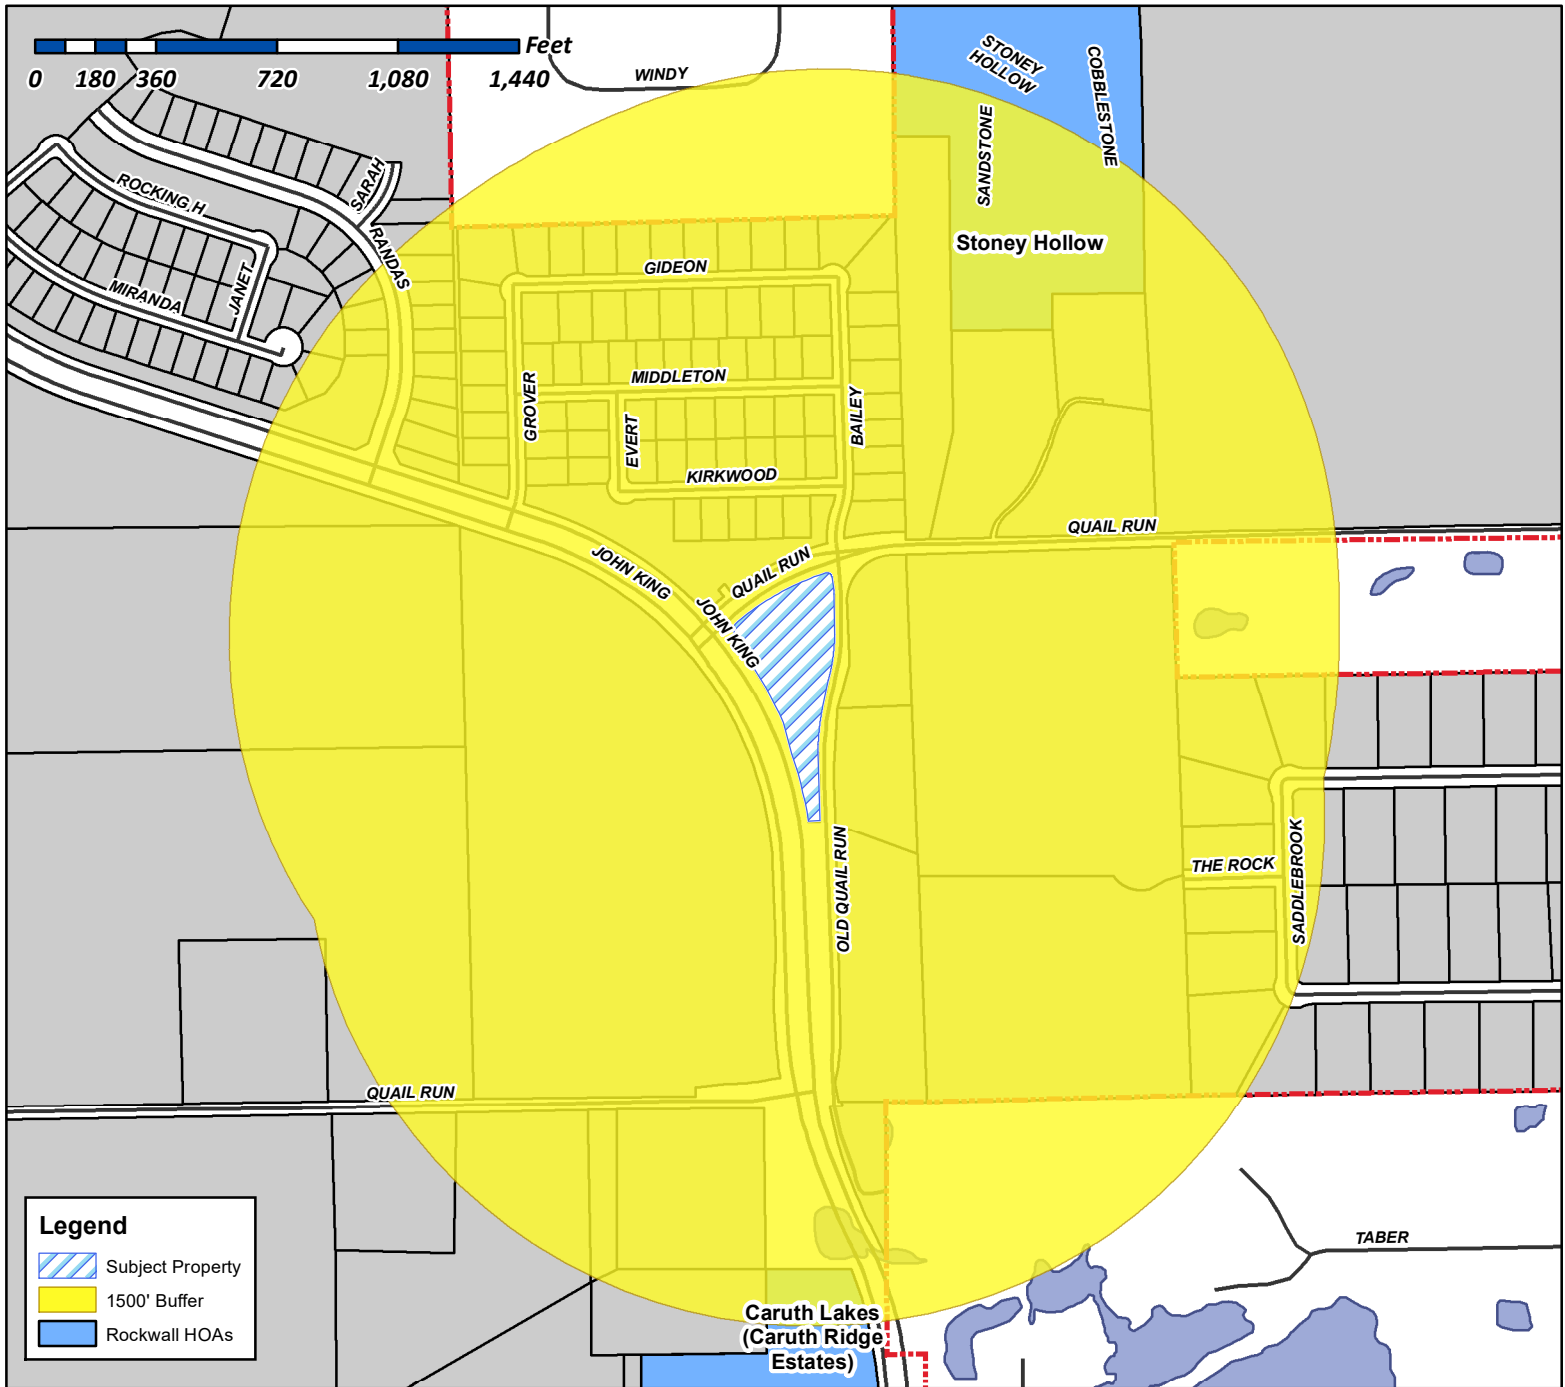 Feet
0 180 360 720 1,080 1,440
WINDY
STONEY
HOLLOW
COBBLESTONE
SANDSTONE
ROCKING H
SARAH
RANDAS
JANET
MIRANDA
Stoney Hollow
GIDEON
MIDDLETON
GROVER
EVERT
BAILEY
KIRKWOOD
QUAIL RUN
JOHN KING
QUAIL RUN
JOHN KING
OLD QUAIL RUN
THE ROCK
SADDLEBROOK
QUAIL RUN
TABER
Legend
Subject Property
1500' Buffer
Rockwall HOAs
Caruth Lakes
(Caruth Ridge
Estates)